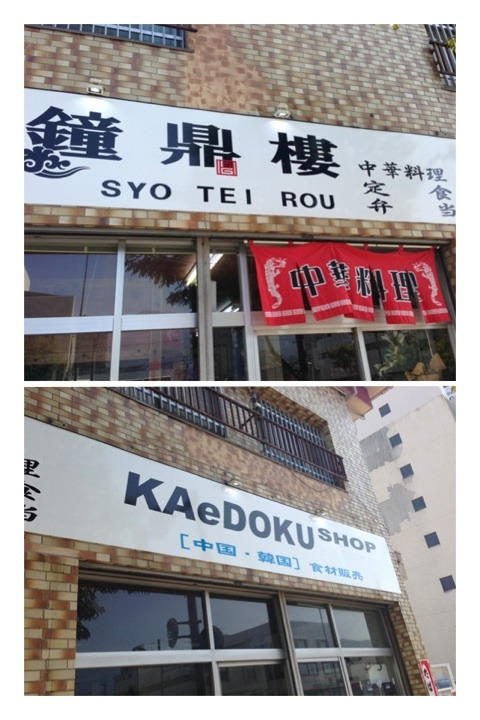 鐘鼎樓
SYO TEI ROU
中華料理
定食
弁当
中華料理
理
食
当
KAeDOKU SHOP
[中国・韓国] 食材販売